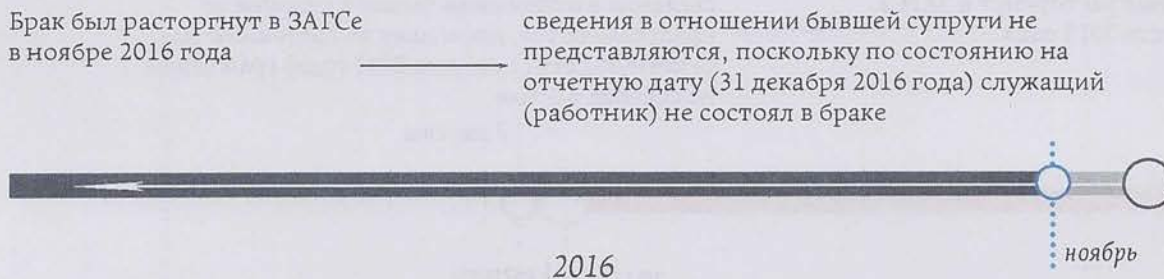 Брак был расторгнут в ЗАГСе
в ноябре 2016 года
сведения в отношении бывшей супруги не
представляются, поскольку по состоянию на
отчетную дату (31 декабря 2016 года) служащий
(работник) не состоял в браке
ноябрь
2016